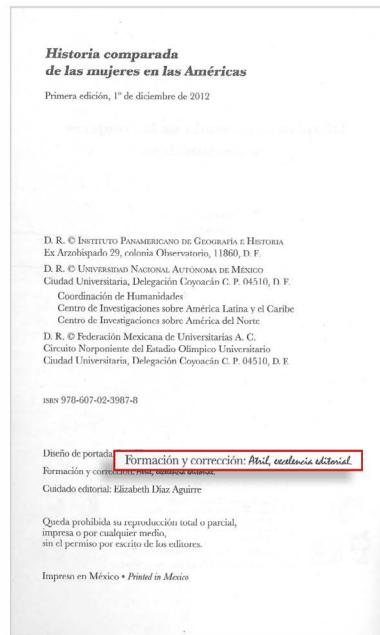 Historia comparada
de las mujeres en las Américas
Primera edición, 1º de diciembre de 2012
D. R. © Instituto Panamericano de Geografía e Historia
Ex Arzobispado 29, colonia Observatorio, 11860, D. F.
D. R. © Universidad Nacional Autónoma de México
Ciudad Universitaria, Delegación Coyoacán C. P. 04510, D. F.
Coordinación de Humanidades
Centro de Investigaciones sobre América Latina y el Caribe
Centro de Investigaciones sobre América del Norte
D. R. © Federación Mexicana de Universitarias A. C.
Circuito Norponiente del Estadio Olímpico Universitario
Ciudad Universitaria, Delegación Coyoacán C. P. 04510, D. F.
ISBN 978-607-02-3987-8
Diseño de portada:
Formación y corrección: Atril, excelencia editorial.
Formación y corrección: Atril, excelencia editorial.
Cuidado editorial: Elizabeth Díaz Aguirre
Queda prohibida su reproducción total o parcial,
impresa o por cualquier medio,
sin el permiso por escrito de los editores.
Impreso en México • Printed in Mexico